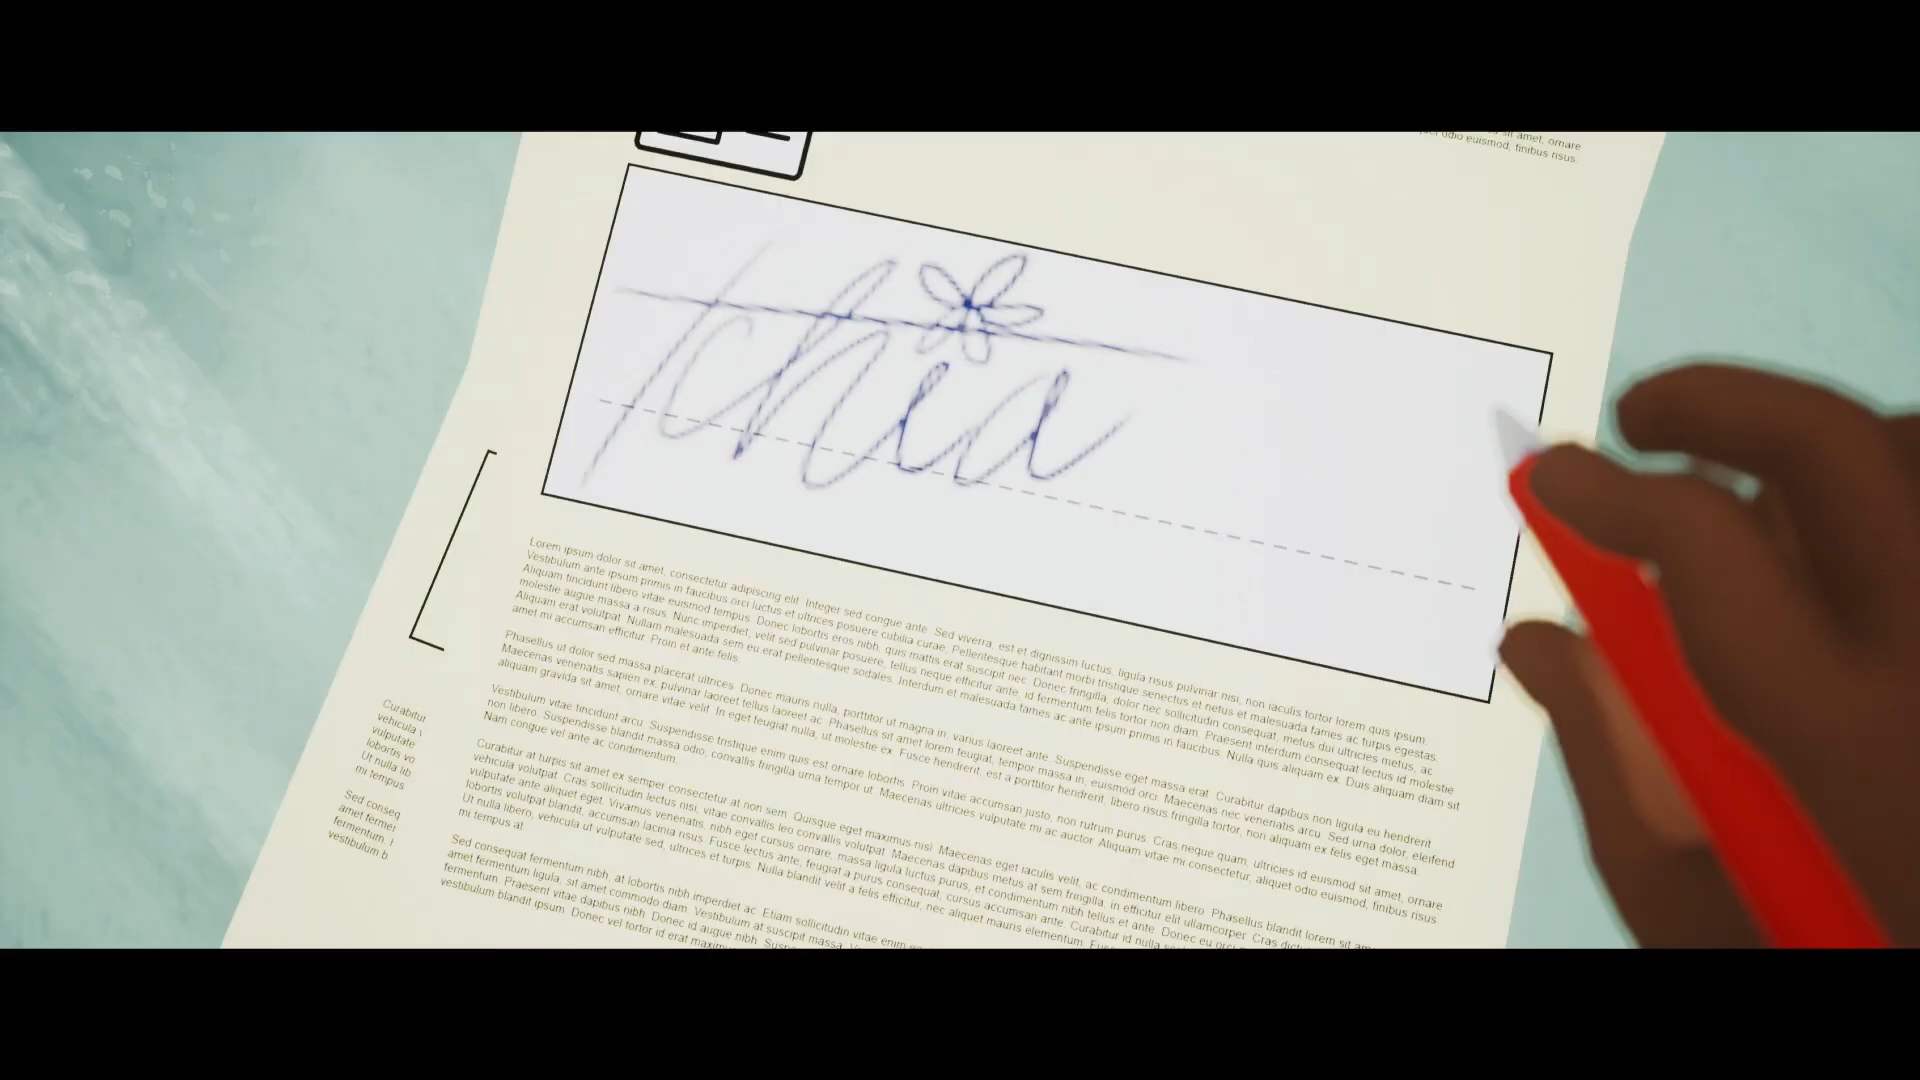 sit amet, ornare
odio euismod, finibus risus.
thia
Lorem ipsum dolor sit amet, consectetur adipiscing elit. Integer sed congue ante. Sed viverra, est et dignissim luctus, ligula risus pulvinar nisi, non iaculis tortor lorem quis ipsum.
Vestibulum ante ipsum primis in faucibus orci luctus et ultrices posuere cubilia curae; Pellentesque habitant morbi tristique senectus et netus et malesuada fames ac turpis egestas.
Aliquam tincidunt libero vitae euismod tempus. Donec lobortis eros nibh, quis mattis erat suscipit nec. Donec fringilla, dolor nec sollicitudin consequat, metus dui ultricies metus, ac
molestie augue massa a risus. Nunc imperdiet, velit sed pulvinar posuere, tellus neque efficitur ante, id fermentum felis tortor non diam. Praesent interdum consequat lectus id molestie
Aliquam erat volutpat. Nullam malesuada sem eu erat pellentesque sodales. Interdum et malesuada fames ac ante ipsum primis in faucibus. Nulla quis aliquam ex. Duis aliquam diam sit
amet mi accumsan efficitur. Proin et ante felis.
Phasellus ut dolor sed massa placerat ultrices. Donec mauris nulla, porttitor ut magna in, varius laoreet ante. Suspendisse eget massa erat. Curabitur dapibus non ligula eu hendrerit.
Maecenas venenatis sapien ex, pulvinar laoreet tellus laoreet ac. Phasellus sit amet lorem feugiat, tempor massa in, euismod orci. Maecenas nec venenatis arcu. Sed urna dolor, eleifend
aliquam gravida sit amet, ornare vitae velit. In eget feugiat nulla, ut molestie ex. Fusce hendrerit, est a porttitor hendrerit, libero risus fringilla tortor, non aliquam ex felis eget massa.
Vestibulum vitae tincidunt arcu. Suspendisse tristique enim quis est ornare lobortis. Proin vitae accumsan justo, non rutrum purus. Cras neque quam, ultricies id euismod sit amet, ornare
non libero. Suspendisse blandit massa odio, convallis fringilla urna tempor ut. Maecenas ultricies vulputate mi ac auctor. Aliquam vitae mi consectetur, aliquet odio euismod, finibus risus.
Nam congue vel ante ac condimentum.
Curabitur at turpis sit amet ex semper consectetur at non sem. Quisque eget maximus nisl. Maecenas eget iaculis velit, ac condimentum libero. Phasellus blandit lorem sit
vehicula volutpat. Cras sollicitudin lectus nisi, vitae convallis leo convallis volutpat. Maecenas dapibus metus at sem fringilla, in efficitur elit ullamcorper. Cras
vulputate ante aliquet eget. Vivamus venenatis, nibh eget cursus ornare, massa ligula luctus purus, et condimentum nibh tellus et ante. Donec eu
lobortis volutpat blandit, accumsan lacinia risus. Fusce lectus ante, feugiat a purus consequat, cursus accumsan ante. Curabitur id nulla
Ut nulla libero, vehicula ut vulputate sed, ultrices et turpis. Nulla blandit velit a felis efficitur, nec aliquet mauris elementum.
mi tempus at.
Sed consequat fermentum nibh, at lobortis nibh imperdiet ac. Etiam sollicitudin vitae enim
amet fermentum ligula, sit amet commodo diam. Vestibulum at suscipit massa.
fermentum. Praesent vitae dapibus nibh. Donec id augue nibh.
vestibulum blandit ipsum. Donec vel tortor id erat
Curabitur
vehicula
vulputate
lobortis vo
Ut nulla lib
mi tempus
Sed conseq
amet fermen
fermentum.
vestibulum b